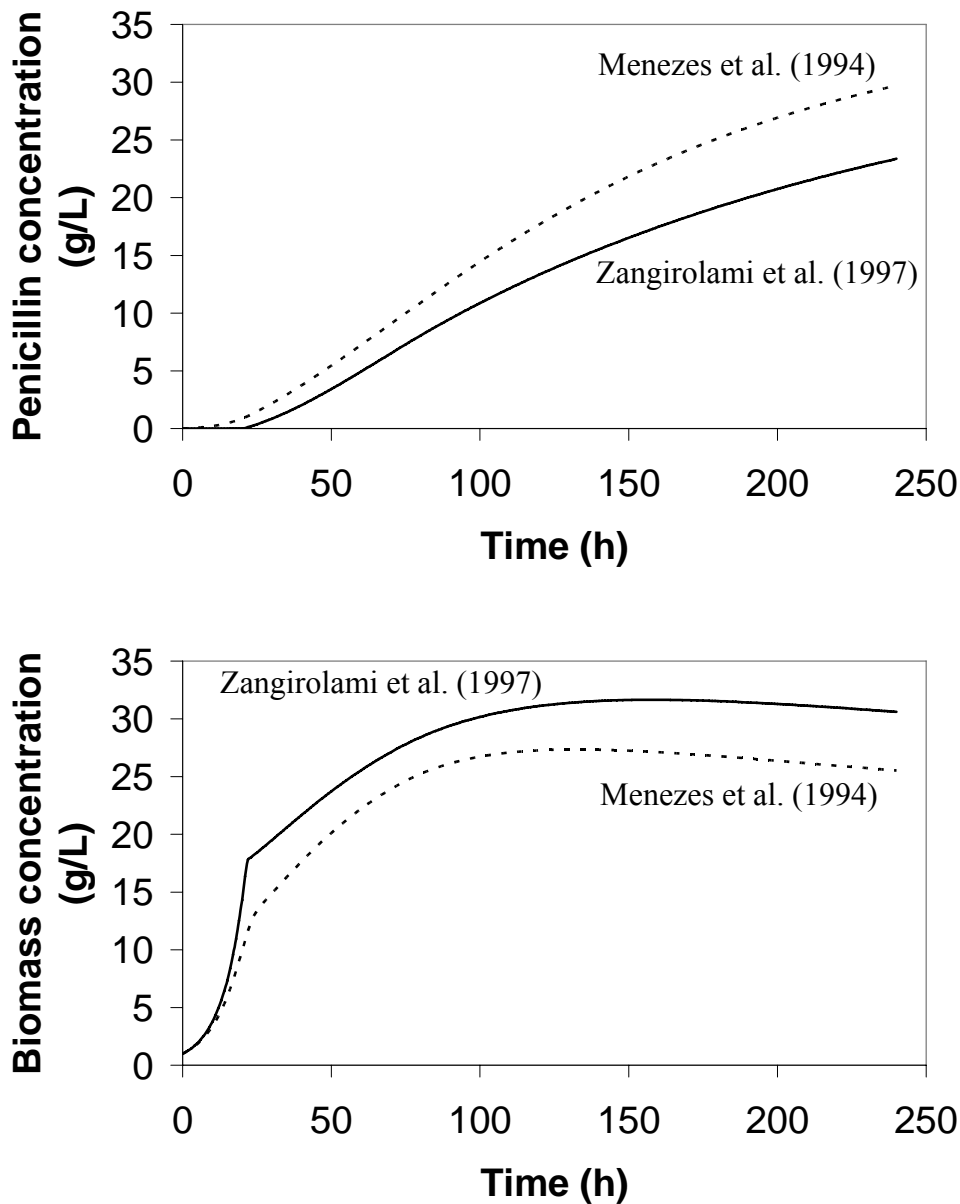 Penicillin concentration
(g/L)
35
30
25
20
15
10
5
0
Menezes et al. (1994)
Zangirolami et al. (1997)
0 50 100 150 200 250
Time (h)
Biomass concentration
(g/L)
35
30
25
20
15
10
5
0
Zangirolami et al. (1997)
Menezes et al. (1994)
0 50 100 150 200 250
Time (h)